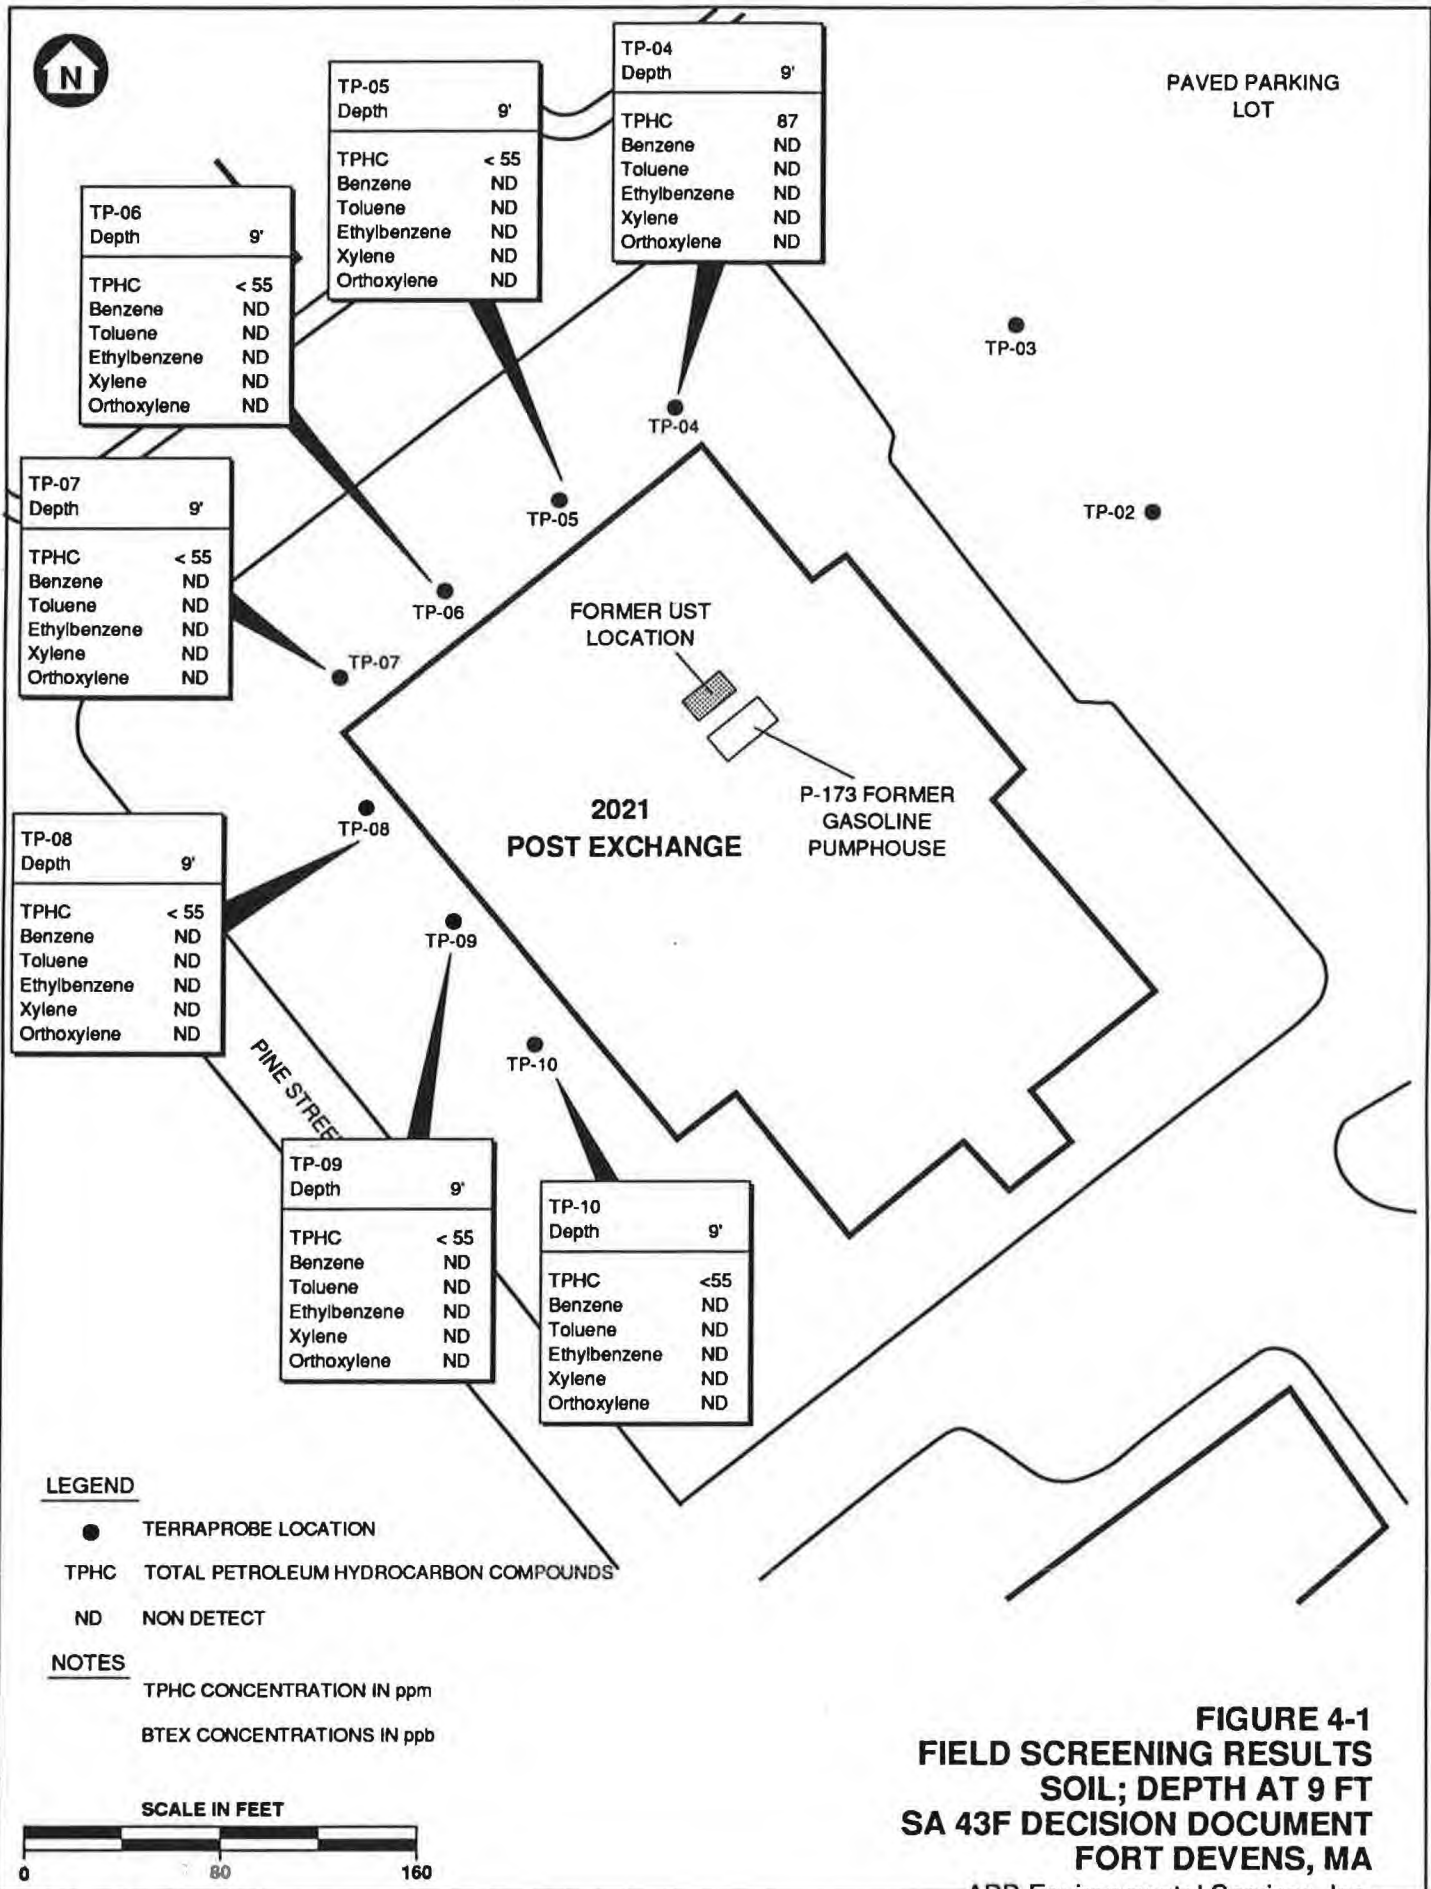 N
PAVED PARKING
LOT
TP-04
Depth 9'
TPHC 87
Benzene ND
Toluene ND
Ethylbenzene ND
Xylene ND
Orthoxylene ND
TP-05
Depth 9'
TPHC < 55
Benzene ND
Toluene ND
Ethylbenzene ND
Xylene ND
Orthoxylene ND
TP-06
Depth 9'
TPHC < 55
Benzene ND
Toluene ND
Ethylbenzene ND
Xylene ND
Orthoxylene ND
TP-03
TP-04
TP-07
Depth 9'
TPHC < 55
Benzene ND
Toluene ND
Ethylbenzene ND
Xylene ND
Orthoxylene ND
TP-05
TP-02
TP-06
FORMER UST
LOCATION
TP-07
P-173 FORMER
GASOLINE
PUMPHOUSE
2021
POST EXCHANGE
TP-08
TP-08
Depth 9'
TPHC < 55
Benzene ND
Toluene ND
Ethylbenzene ND
Xylene ND
Orthoxylene ND
TP-09
TP-10
PINE STREE
TP-09
Depth 9'
TPHC < 55
Benzene ND
Toluene ND
Ethylbenzene ND
Xylene ND
Orthoxylene ND
TP-10
Depth 9'
TPHC <55
Benzene ND
Toluene ND
Ethylbenzene ND
Xylene ND
Orthoxylene ND
LEGEND
TERRAPROBE LOCATION
TPHC TOTAL PETROLEUM HYDROCARBON COMPOUNDS
ND NON DETECT
NOTES
TPHC CONCENTRATION IN ppm
BTEX CONCENTRATIONS IN ppb
SCALE IN FEET
0 80 160
FIGURE 4-1
FIELD SCREENING RESULTS
SOIL; DEPTH AT 9 FT
SA 43F DECISION DOCUMENT
FORT DEVENS, MA